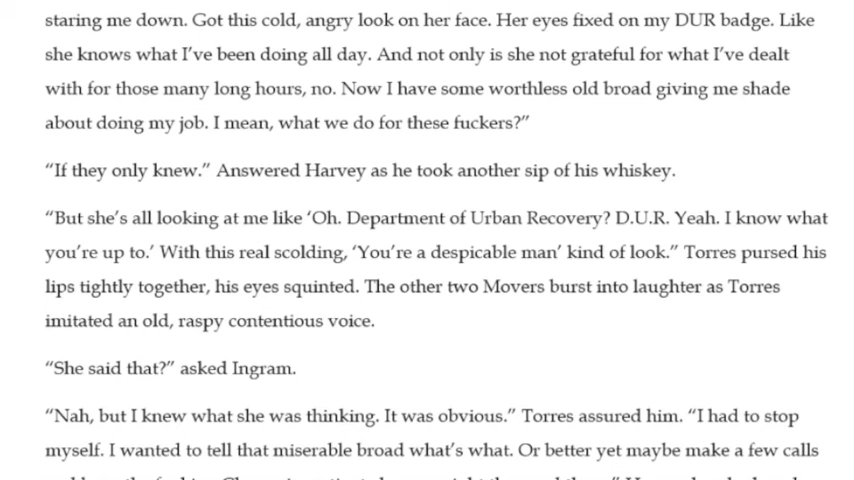 staring me down. Got this cold, angry look on her face. Her eyes fixed on my DUR badge. Like
she knows what I’ve been doing all day. And not only is she not grateful for what I’ve dealt
with for those many long hours, no. Now I have some worthless old broad giving me shade
about doing my job. I mean, what we do for these fuckers?”
“If they only knew.” Answered Harvey as he took another sip of his whiskey.
“But she’s all looking at me like ‘Oh. Department of Urban Recovery? D.U.R. Yeah. I know what
you’re up to.’ With this real scolding, ‘You’re a despicable man’ kind of look.” Torres pursed his
lips tightly together, his eyes squinted. The other two Movers burst into laughter as Torres
imitated an old, raspy contentious voice.
“She said that?” asked Ingram.
“Nah, but I knew what she was thinking. It was obvious.” Torres assured him. “I had to stop
myself. I wanted to tell that miserable broad what’s what. Or better yet maybe make a few calls